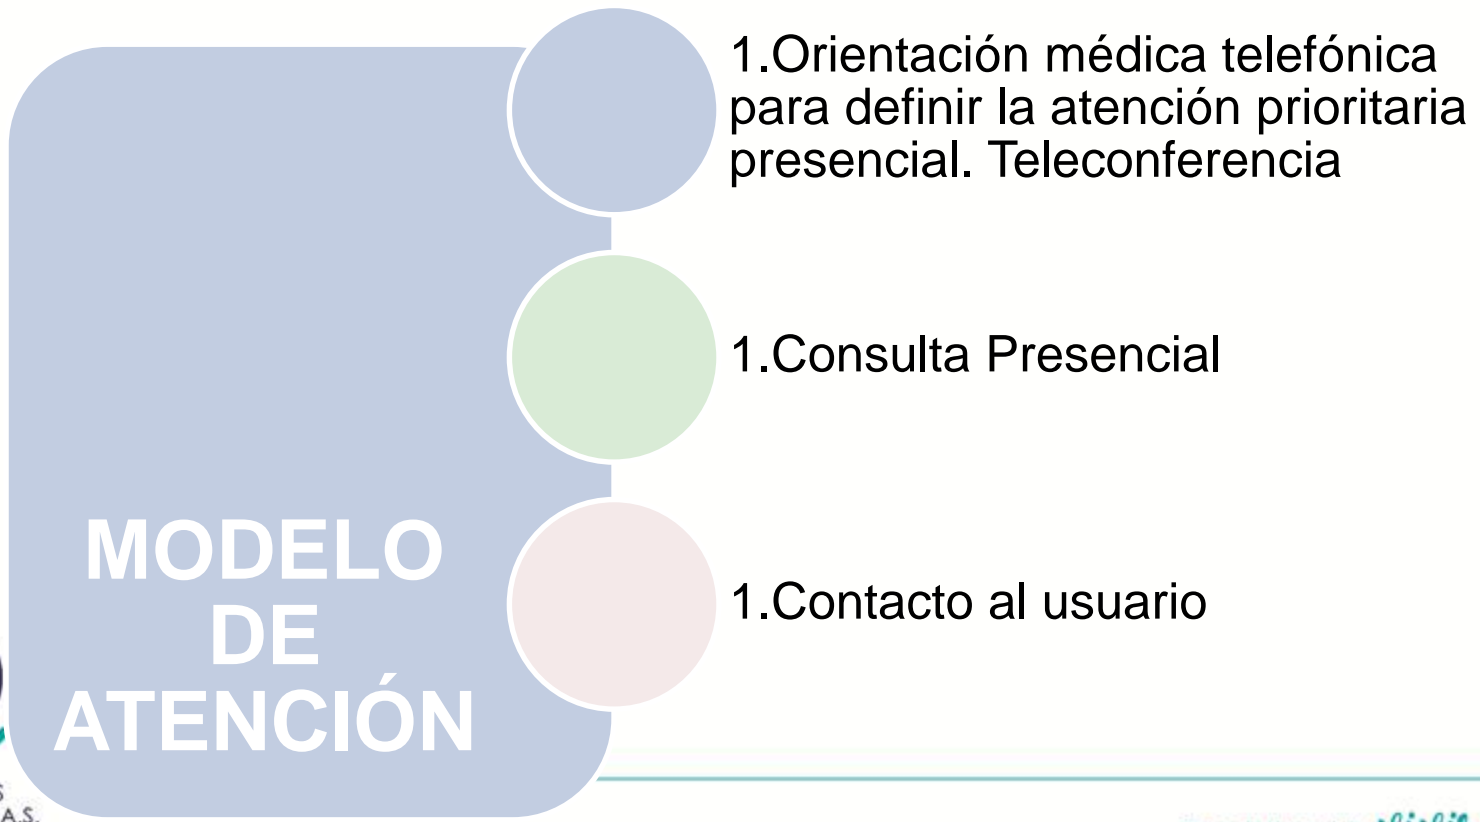 1.Orientación médica telefónica
para definir la atención prioritaria
presencial. Teleconferencia
1.Consulta Presencial
1.Contacto al usuario
MODELO
DE
ATENCIÓN
A.S.